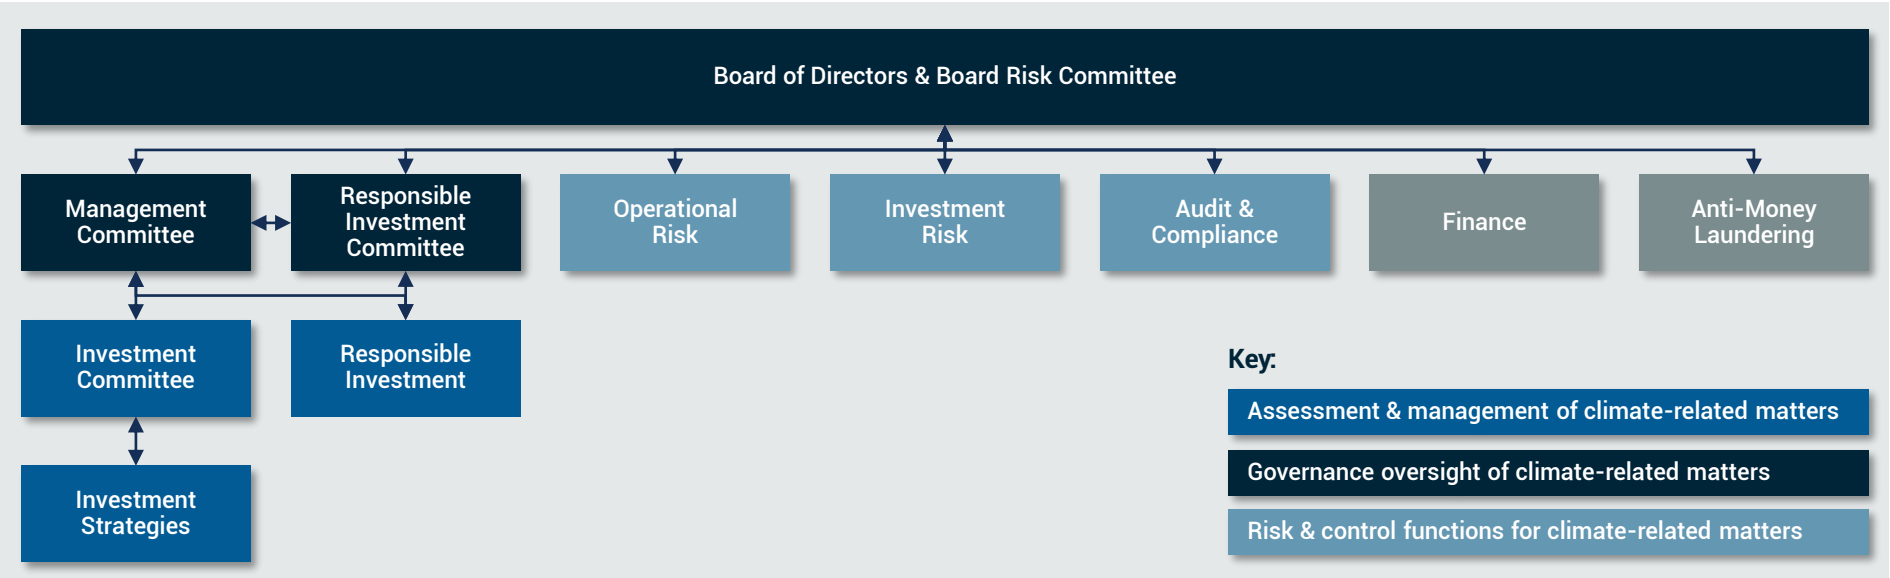 Board of Directors & Board Risk Committee
Management
Committee
Responsible
Investment
Committee
Operational
Risk
Investment
Risk
Audit &
Compliance
Finance
Anti-Money
Laundering
Investment
Committee
Responsible
Investment
Investment
Strategies
Key:
Assessment & management of climate-related matters
Governance oversight of climate-related matters
Risk & control functions for climate-related matters